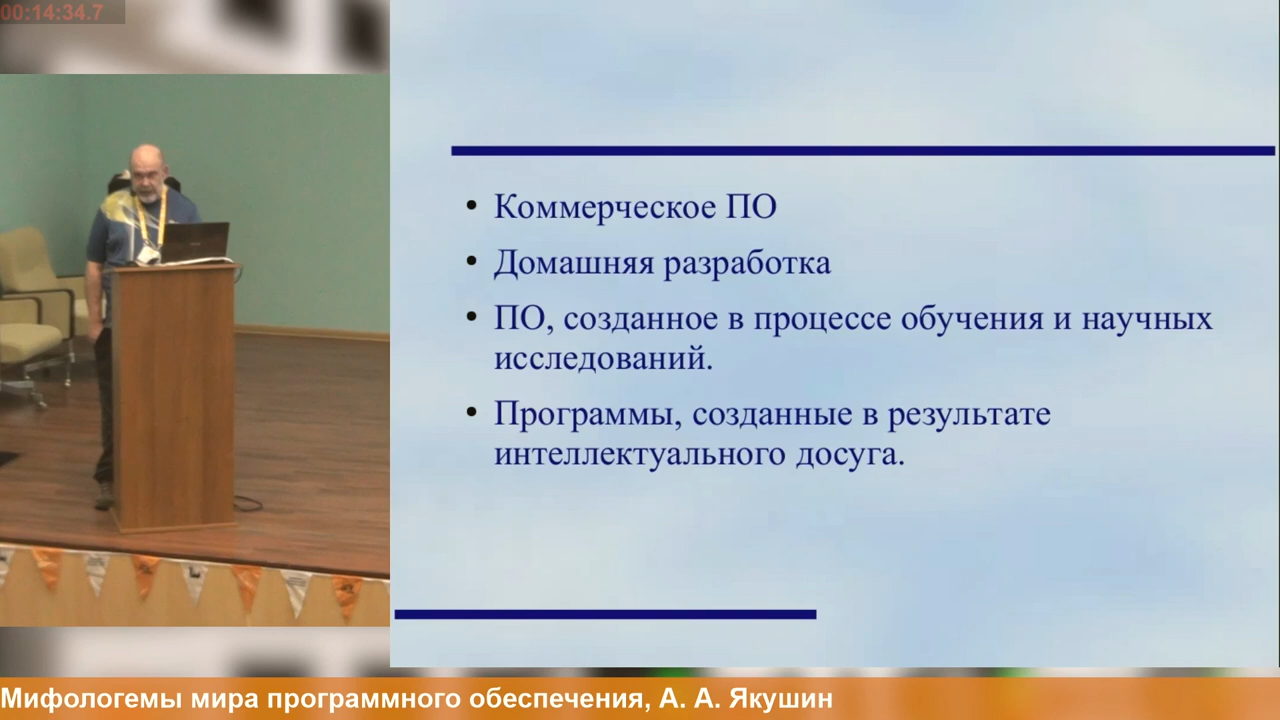 00:14:34.7
Коммерческое ПО
Домашняя разработка
ПО, созданное в процессе обучения и научных
исследований.
Программы, созданные в результате
интеллектуального досуга.
Мифологемы мира программного обеспечения, А. А. Якушин